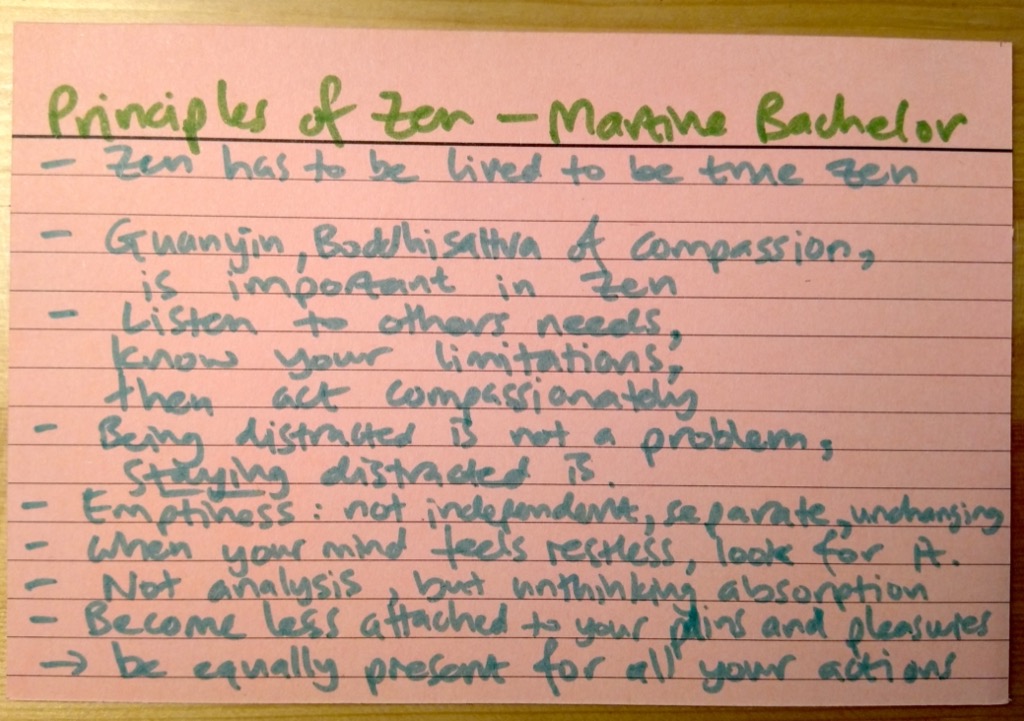 Principles of Zen - Martine Bachelor
- Zen has to be lived to be true Zen
- Guanyin, Boddhisattva of compassion,
is important in Zen
- Listen to others needs,
know your limitations,
then act compassionately
- Being distracted is not a problem,
staying distracted is.
- Emptiness: not independent, separate, unchanging
- When your mind feels restless, look for it.
- Not analysis, but unthinking absorption
- Become less attached to your pains and pleasures
→ be equally present for all your actions